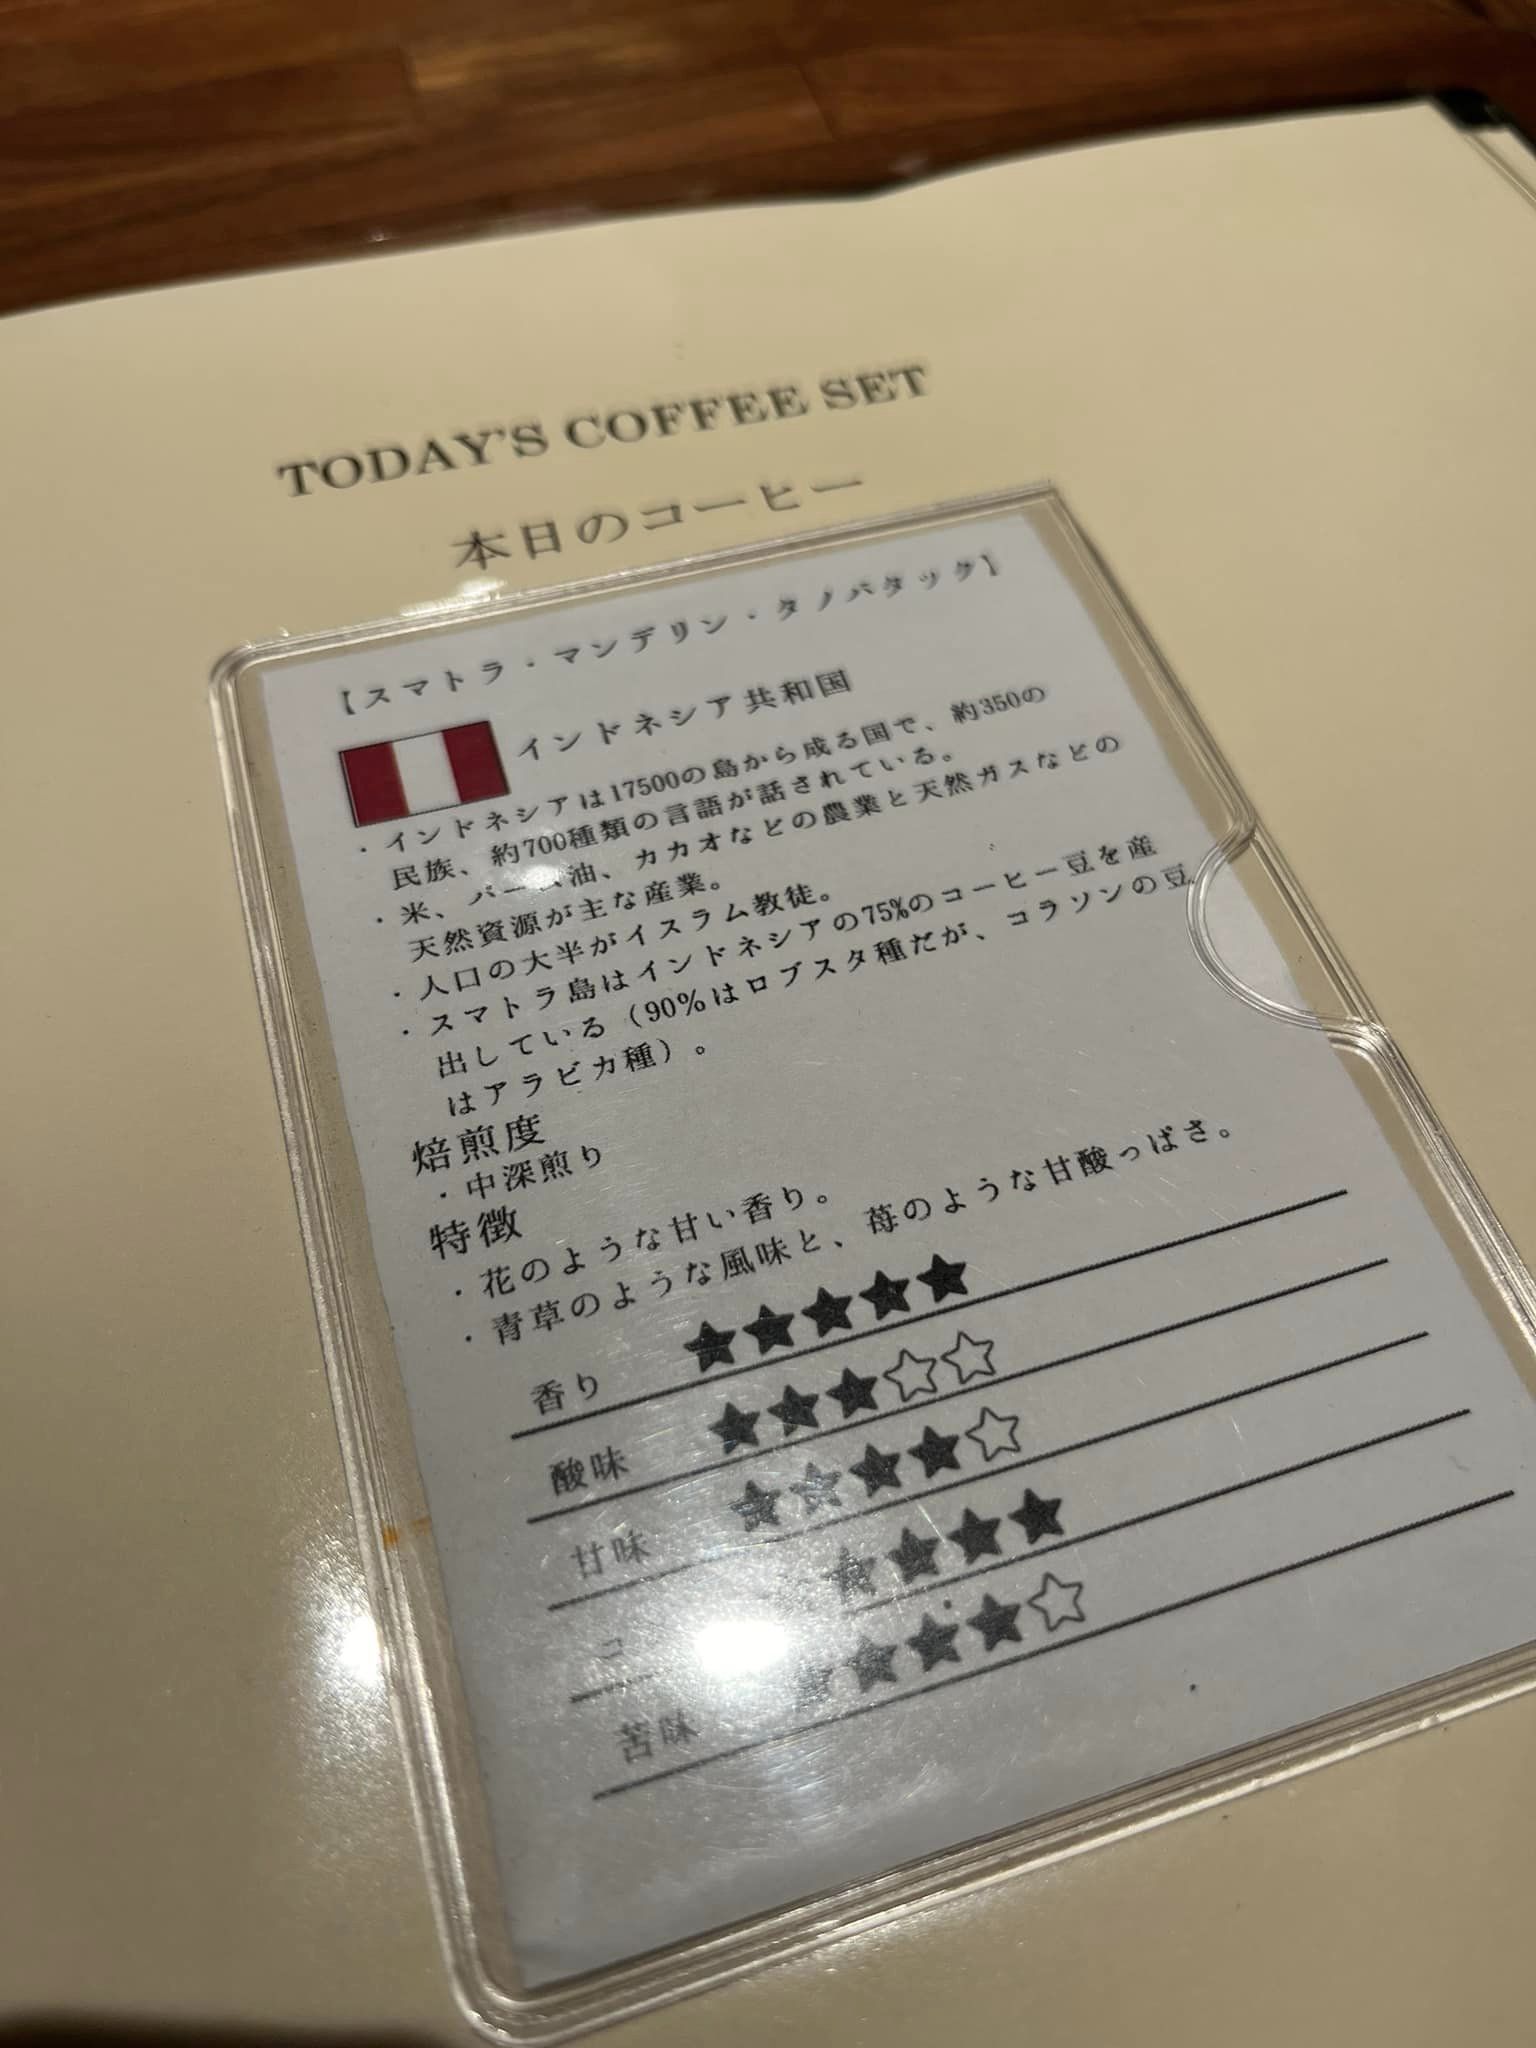 TODAY'S COFFEE SET
本日のコーヒー
【スマトラ・マンデリン・タノバタック】
インドネシア共和国
・インドネシアは17500の島から成る国で、約350の
民族、約700種類の言語が話されている。
・米、パーム油、カカオなどの農業と天然ガスなどの
天然資源が主な産業。
・人口の大半がイスラム教徒。
・スマトラ島はインドネシアの75%のコーヒー豆を産
出している（90%はロブスタ種だが、コラソンの豆
はアラビカ種）。
焙煎度
・中深煎り
特徴
・花のような甘い香り。
・青草のような風味と、苺のような甘酸っぱさ。
香り ★★★★★
酸味 ★★★☆☆
甘味 ★★★★☆
コ ★★★★
苦味 ★★★★☆